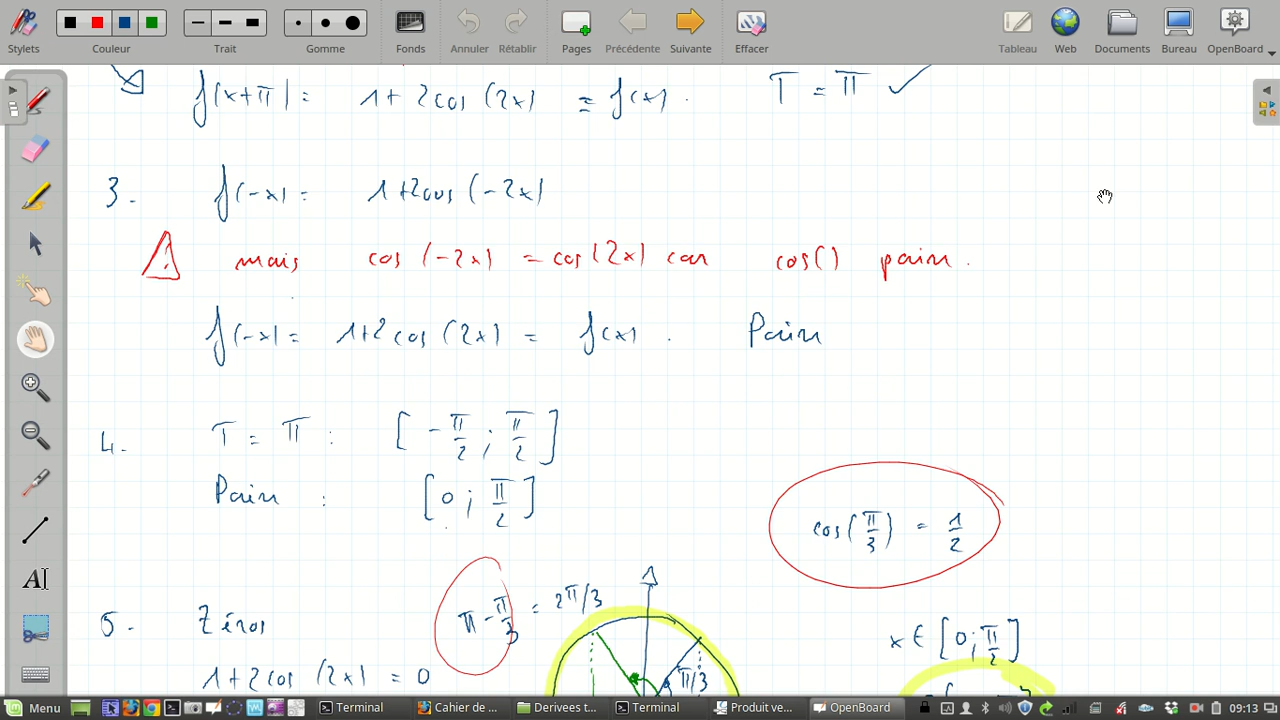 Stylets Couleur Trait Gomme Fonds Annuler Rétablir Pages Précédente Suivante Effacer Tableau Web Documents Bureau OpenBoard
f(x+π) = 1+2cos(2x) = f(x). T = π ✓
3. f(-x) = 1+2cos(-2x)
! mais cos(-2x) = cos(2x) car cos() pair.
f(-x) = 1+2cos(2x) = f(x). Pair
4. T = π : [-π/2 ; π/2]
Pair : [0 ; π/2]
cos(π/3) = 1/2
5. Zéros
π - π/3 = 2π/3
x ∈ [0 ; π/2]
1+2cos(2x) = 0
π/3
Menu Terminal Cahier de ... Derivees t... Terminal Produit ve... OpenBoard 09:13